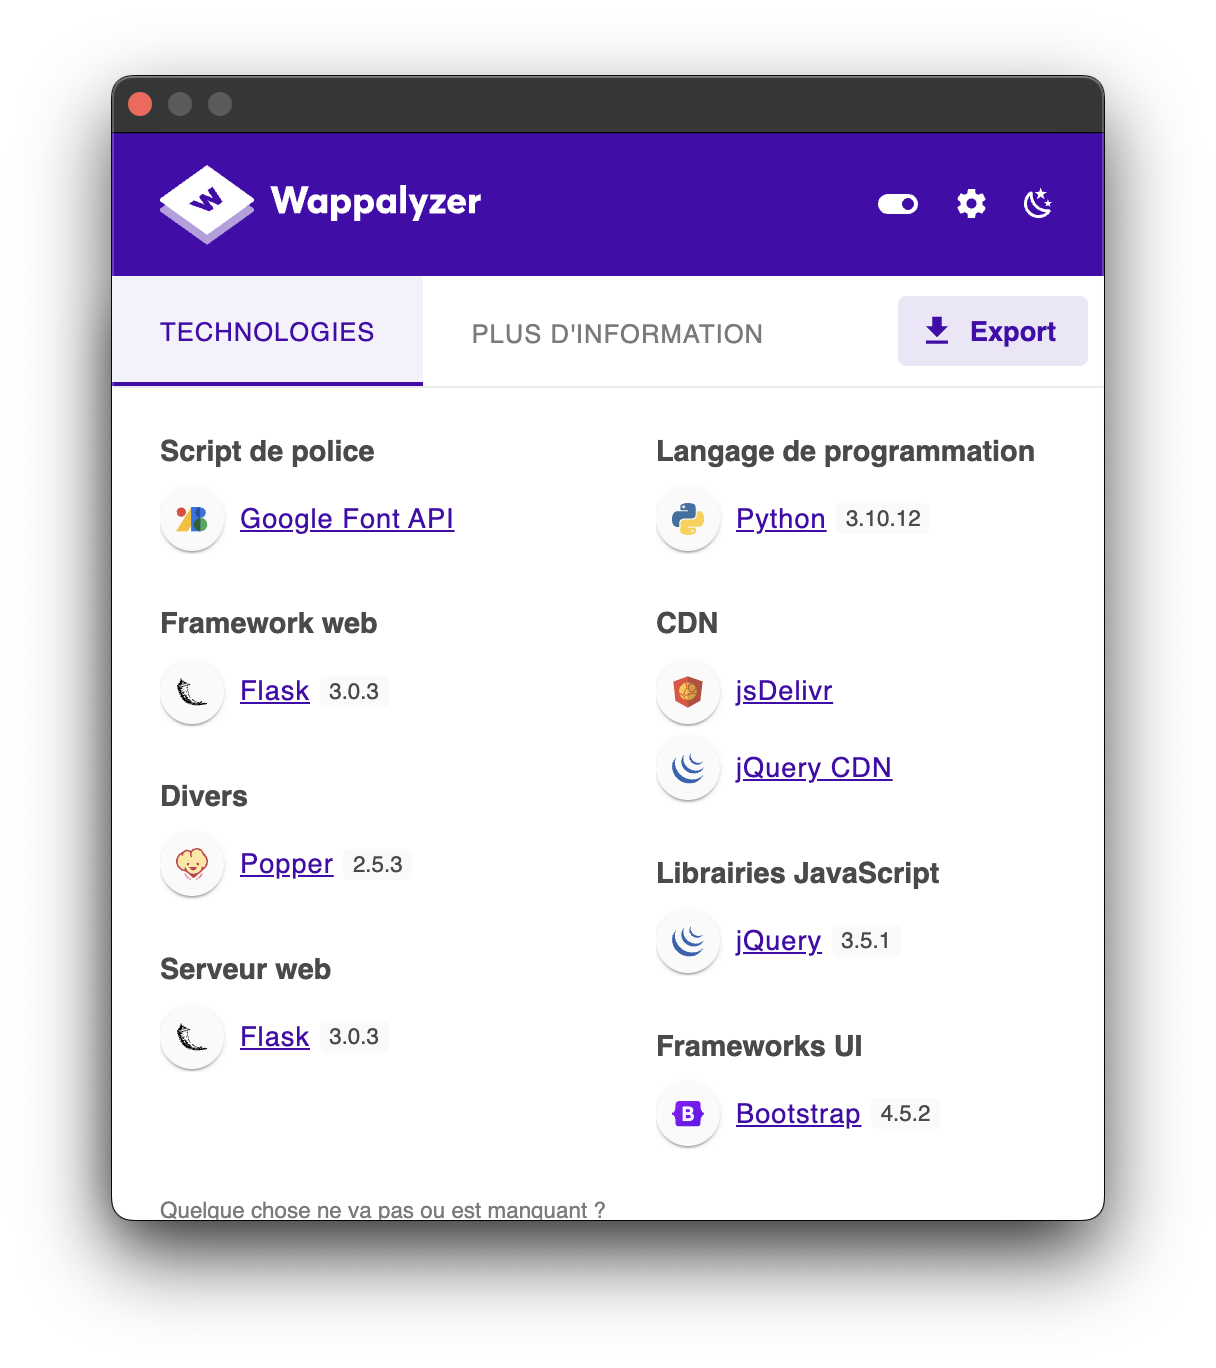 Wappalyzer
TECHNOLOGIES
PLUS D'INFORMATION
Export
Script de police
Google Font API
Framework web
Flask 3.0.3
Divers
Popper 2.5.3
Serveur web
Flask 3.0.3
Langage de programmation
Python 3.10.12
CDN
jsDelivr
jQuery CDN
Librairies JavaScript
jQuery 3.5.1
Frameworks UI
Bootstrap 4.5.2
Quelque chose ne va pas ou est manquant ?